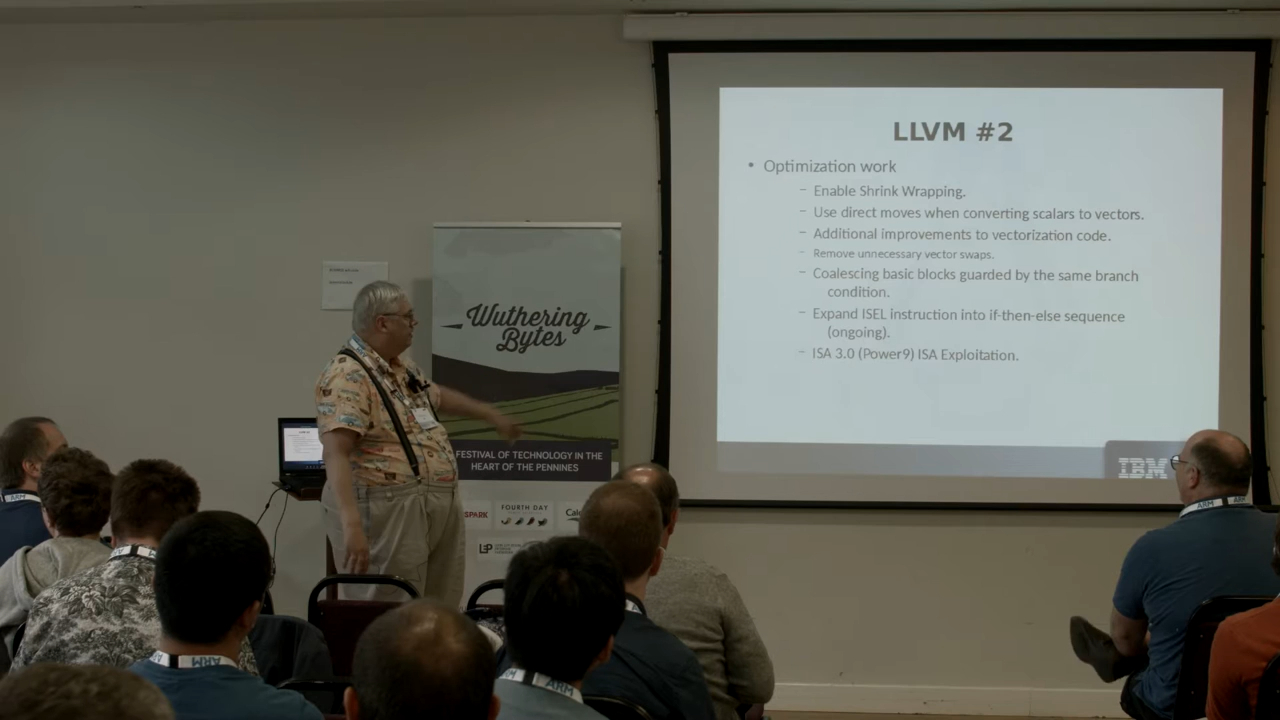 LLVM #2
• Optimization work
– Enable Shrink Wrapping.
– Use direct moves when converting scalars to vectors.
– Additional improvements to vectorization code.
– Remove unnecessary vector swaps.
– Coalescing basic blocks guarded by the same branch
condition.
– Expand ISEL instruction into if-then-else sequence
(ongoing).
– ISA 3.0 (Power9) ISA Exploitation.
IBM
Wuthering
Bytes
FESTIVAL OF TECHNOLOGY IN THE
HEART OF THE PENNINES
SPARK
FOURTH DAY
LEP
LLVM #2
ARM
ARM
ARM
ARM
ARM